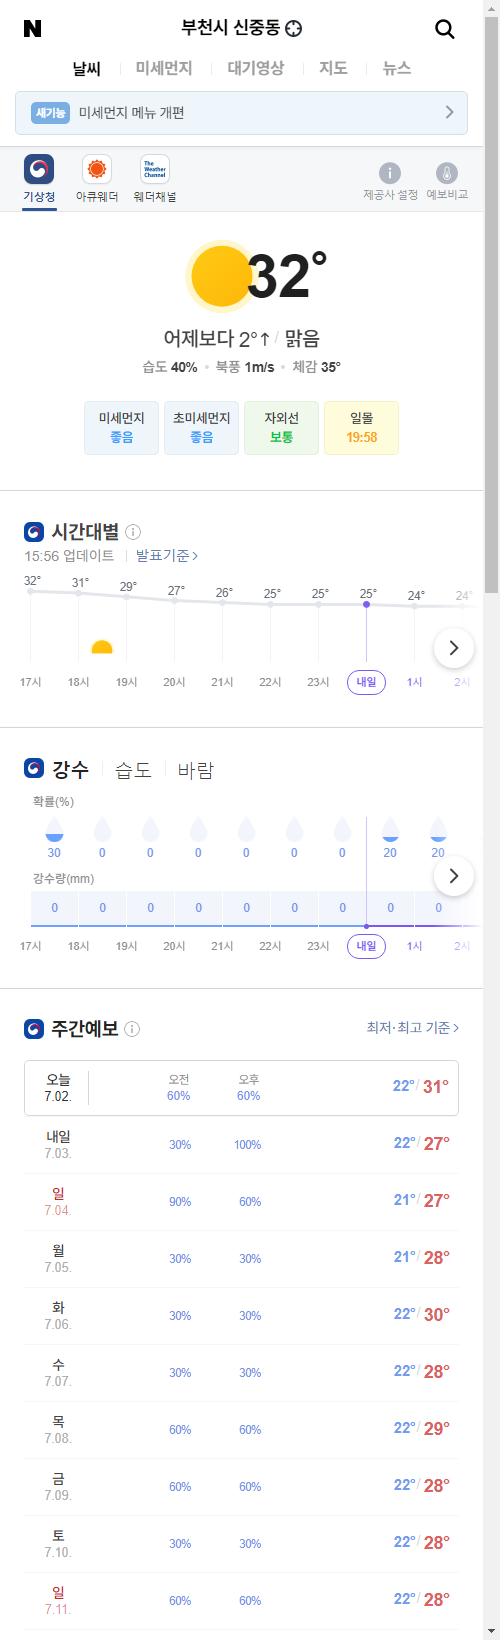 N 부천시 신중동
날씨 미세먼지 대기영상 지도 뉴스
새기능 미세먼지 메뉴 개편
The Weather Channel
기상청 아큐웨더 웨더채널 제공사 설정 예보비교
32°
어제보다 2°↑ / 맑음
습도 40% 북풍 1m/s 체감 35°
미세먼지 초미세먼지 자외선 일몰
좋음 좋음 보통 19:58
시간대별
15:56 업데이트 발표기준 >
32° 31° 29° 27° 26° 25° 25° 25° 24° 24°
17시 18시 19시 20시 21시 22시 23시 내일 1시 2시
강수 습도 바람
확률(%)
30 0 0 0 0 0 0 20 20
강수량(mm)
0 0 0 0 0 0 0 0 0
17시 18시 19시 20시 21시 22시 23시 내일 1시 2시
주간예보 최저·최고 기준 >
오늘 오전 오후
7.02. 60% 60% 22°/ 31°
내일
7.03. 30% 100% 22°/ 27°
일
7.04. 90% 60% 21°/ 27°
월
7.05. 30% 30% 21°/ 28°
화
7.06. 30% 30% 22°/ 30°
수
7.07. 30% 30% 22°/ 28°
목
7.08. 60% 60% 22°/ 29°
금
7.09. 60% 60% 22°/ 28°
토
7.10. 30% 30% 22°/ 28°
일
7.11. 60% 60% 22°/ 28°